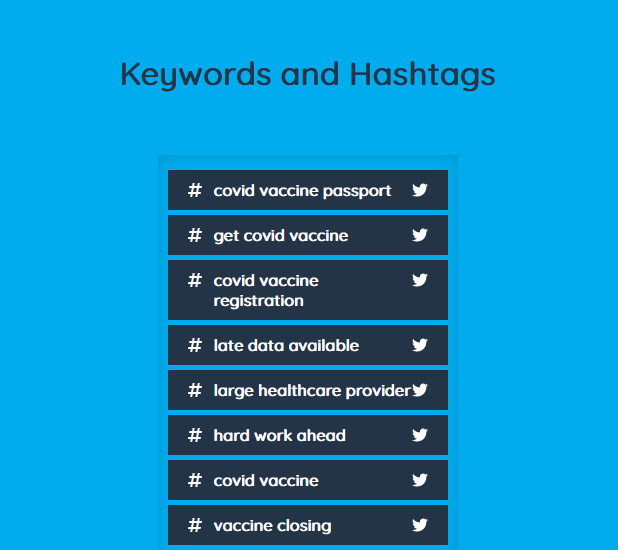 Keywords and Hashtags
# covid vaccine passport
# get covid vaccine
# covid vaccine
registration
# late data available
# large healthcare provider
# hard work ahead
# covid vaccine
# vaccine closing